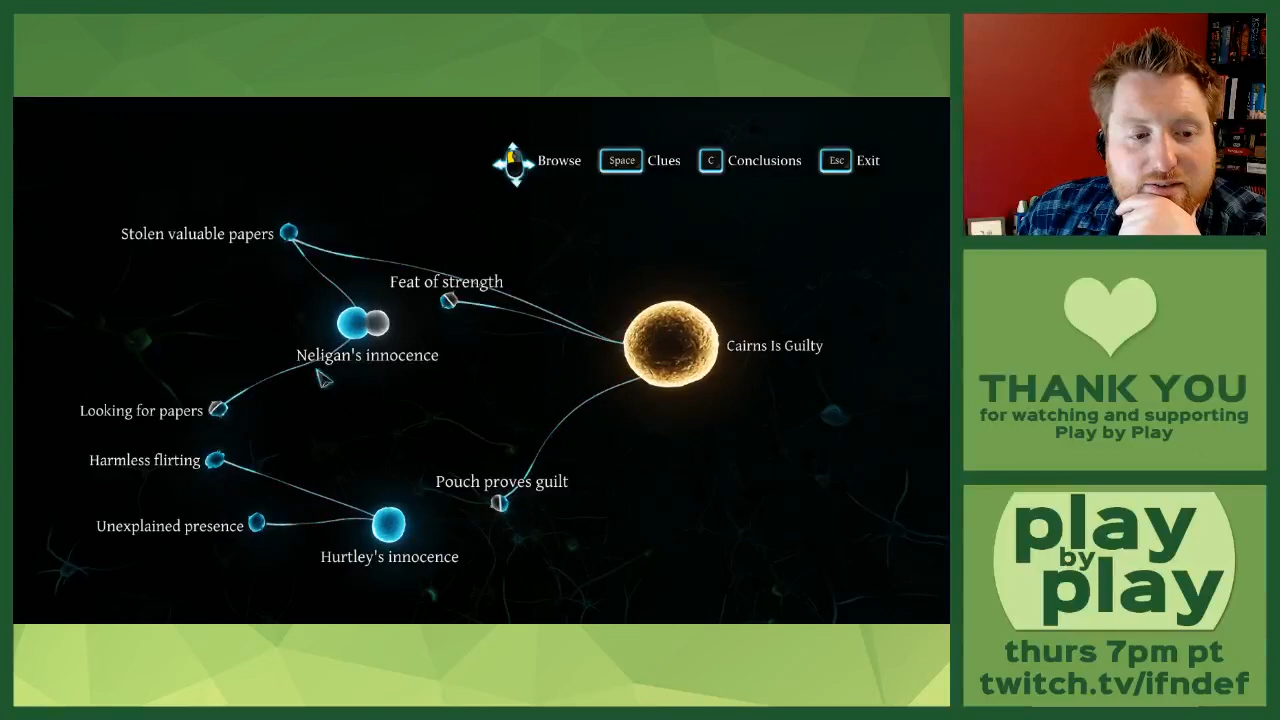 Browse Space Clues C Conclusions Esc Exit
Stolen valuable papers
Feat of strength
Cairns Is Guilty
Neligan's innocence
Looking for papers
Harmless flirting
Pouch proves guilt
Unexplained presence
Hurtley's innocence
THANK YOU
for watching and supporting
Play by Play
play
by
play
thurs 7pm pt
twitch.tv/ifndef